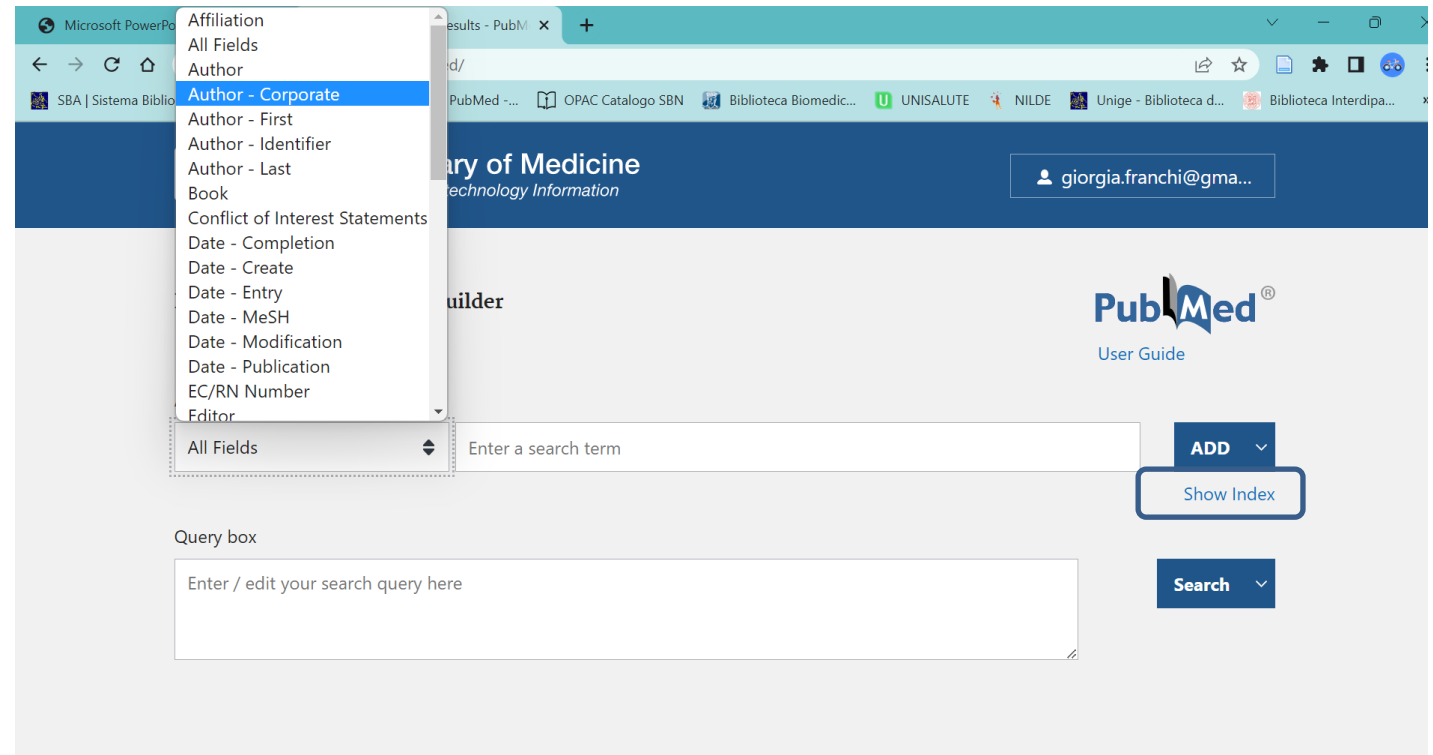 Microsoft PowerPo
esults - PubM
ed/
SBA | Sistema Biblio
PubMed -...
OPAC Catalogo SBN
Biblioteca Biomedic...
UNISALUTE
NILDE
Unige - Biblioteca d...
Biblioteca Interdipa...
Affiliation
All Fields
Author
Author - Corporate
Author - First
Author - Identifier
Author - Last
Book
Conflict of Interest Statements
Date - Completion
Date - Create
Date - Entry
Date - MeSH
Date - Modification
Date - Publication
EC/RN Number
Editor
ary of Medicine
echnology Information
giorgia.franchi@gma...
uilder
PubMed®
User Guide
All Fields
Enter a search term
ADD
Show Index
Query box
Enter / edit your search query here
Search